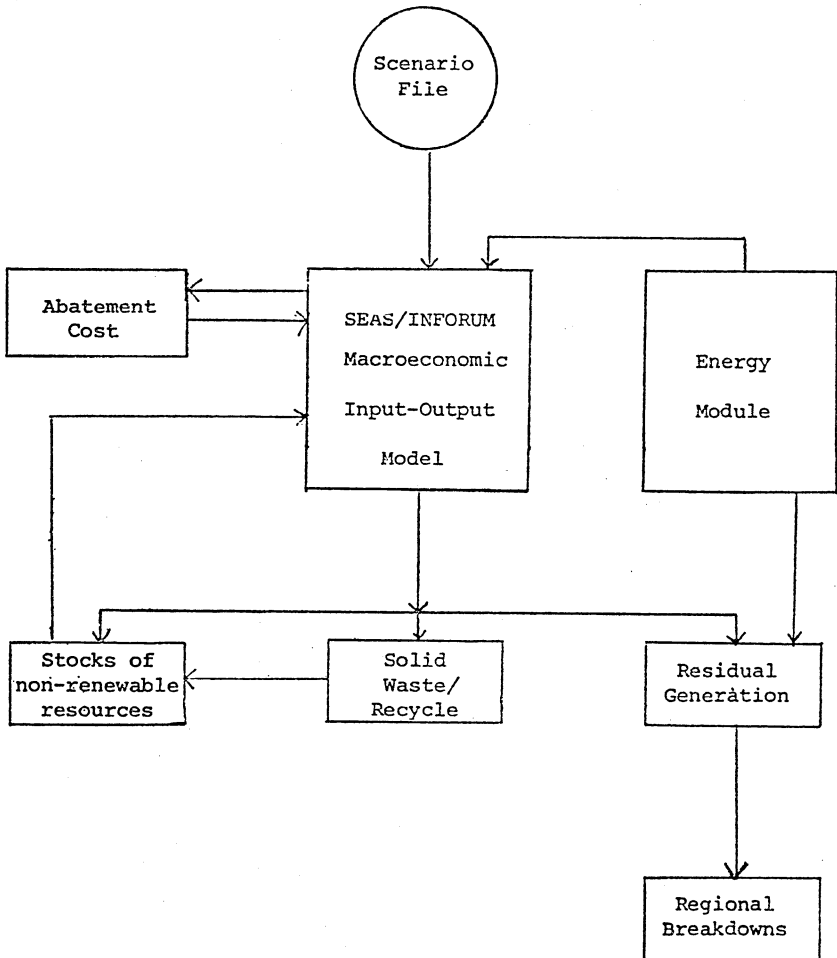 Scenario
File
Abatement
Cost
SEAS/INFORUM
Macroeconomic
Input-Output
Model
Energy
Module
Stocks of
non-renewable
resources
Solid
Waste/
Recycle
Residual
Generation
Regional
Breakdowns